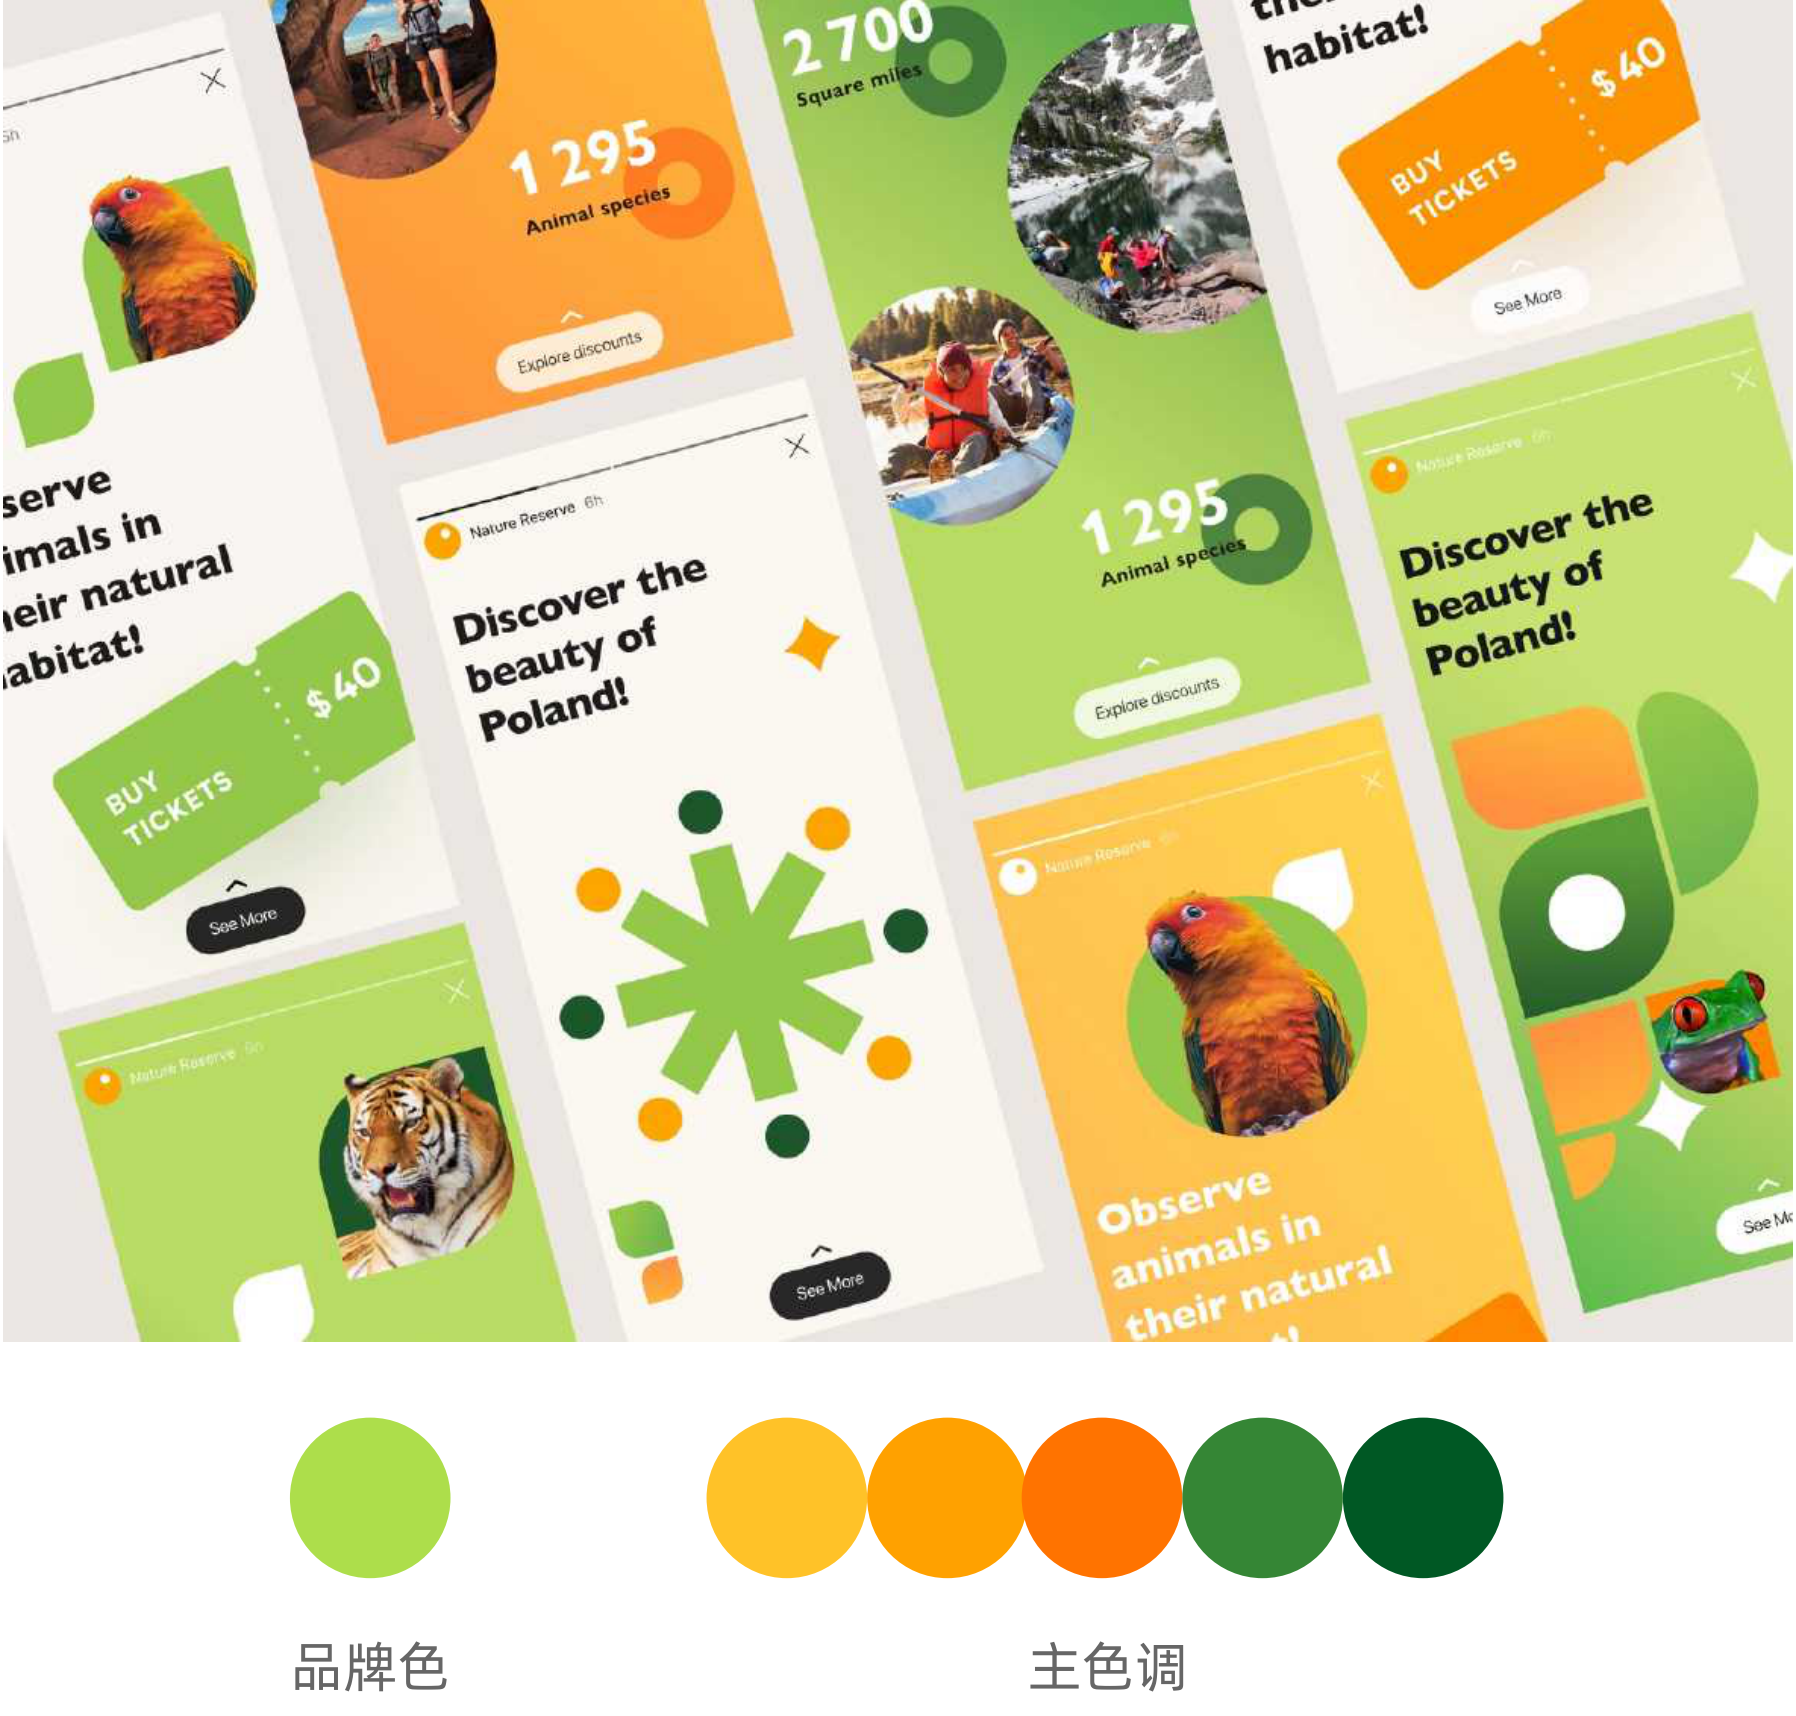 5h
serve
imals in
heir natural
abitat!
BUY
TICKETS
$40
See More
Nature Reserve 6h
1 295
Animal species
Explore discounts
Nature Reserve 6h
Discover the
beauty of
Poland!
See More
2 700
Square miles
1 295
Animal species
Explore discounts
Nature Reserve 6h
Observe
animals in
their natural
habitat!
BUY
TICKETS
$40
See More
Nature Reserve 6h
Discover the
beauty of
Poland!
See Mo
品牌色
主色调